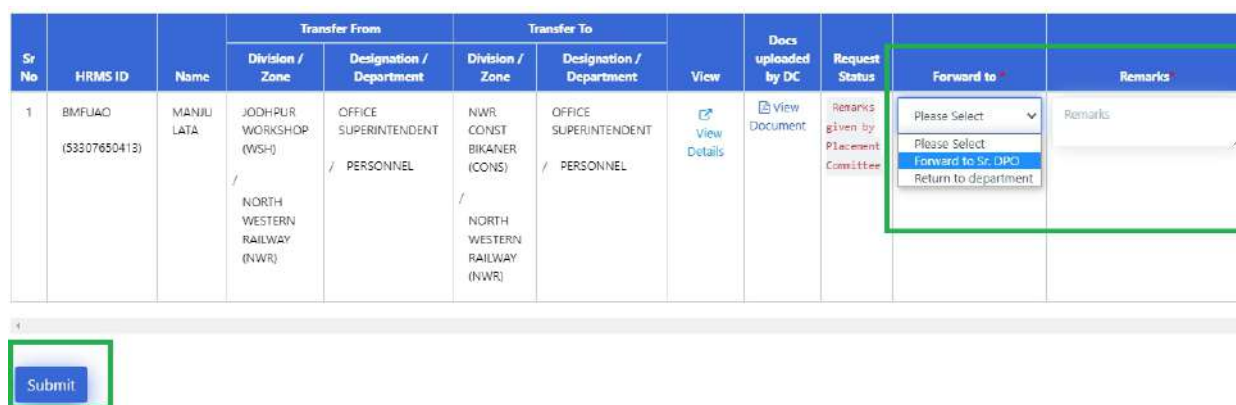 Transfer From
Transfer To
Sr No
HRMS ID
Name
Division / Zone
Designation / Department
Division / Zone
Designation / Department
View
Docs uploaded by DC
Request Status
Forward to *
Remarks*
1
BMFUAO
(53307650413)
MANJU
LATA
JODHPUR
WORKSHOP
(WSH)
/
NORTH
WESTERN
RAILWAY
(NWR)
OFFICE
SUPERINTENDENT
/ PERSONNEL
NWR
CONST
BIKANER
(CONS)
/
NORTH
WESTERN
RAILWAY
(NWR)
OFFICE
SUPERINTENDENT
/ PERSONNEL
View
Details
View
Document
Remarks
given by
Placement
Committee
Please Select
Please Select
Forward to Sr. DPO
Return to department
Remarks
Submit